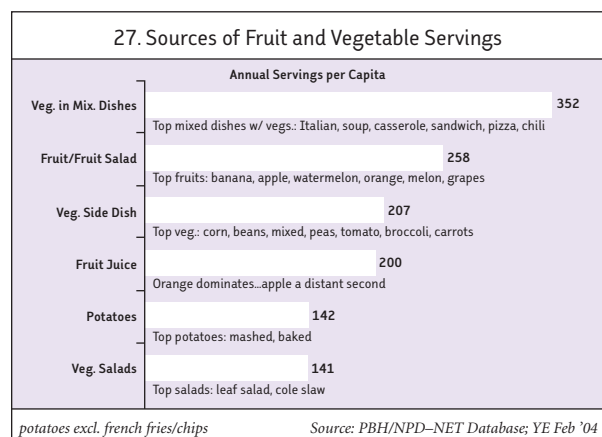 27. Sources of Fruit and Vegetable Servings
Annual Servings per Capita
Veg. in Mix. Dishes 352
Top mixed dishes w/ vegs.: Italian, soup, casserole, sandwich, pizza, chili
Fruit/Fruit Salad 258
Top fruits: banana, apple, watermelon, orange, melon, grapes
Veg. Side Dish 207
Top veg.: corn, beans, mixed, peas, tomato, broccoli, carrots
Fruit Juice 200
Orange dominates…apple a distant second
Potatoes 142
Top potatoes: mashed, baked
Veg. Salads 141
Top salads: leaf salad, cole slaw
potatoes excl. french fries/chips Source: PBH/NPD–NET Database; YE Feb ’04